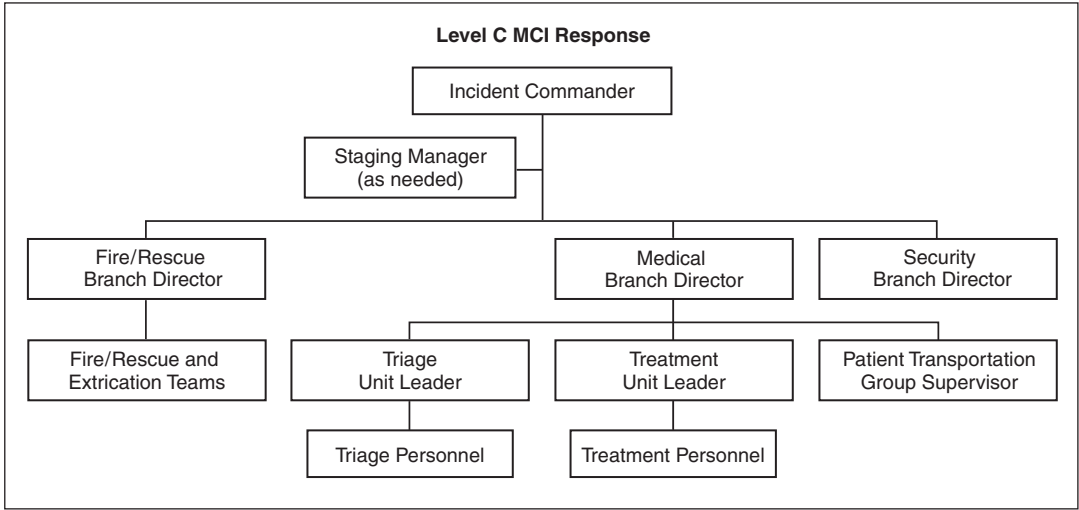 Level C MCI Response
Incident Commander
Staging Manager
(as needed)
Fire/Rescue
Branch Director
Medical
Branch Director
Security
Branch Director
Fire/Rescue and
Extrication Teams
Triage
Unit Leader
Treatment
Unit Leader
Patient Transportation
Group Supervisor
Triage Personnel
Treatment Personnel